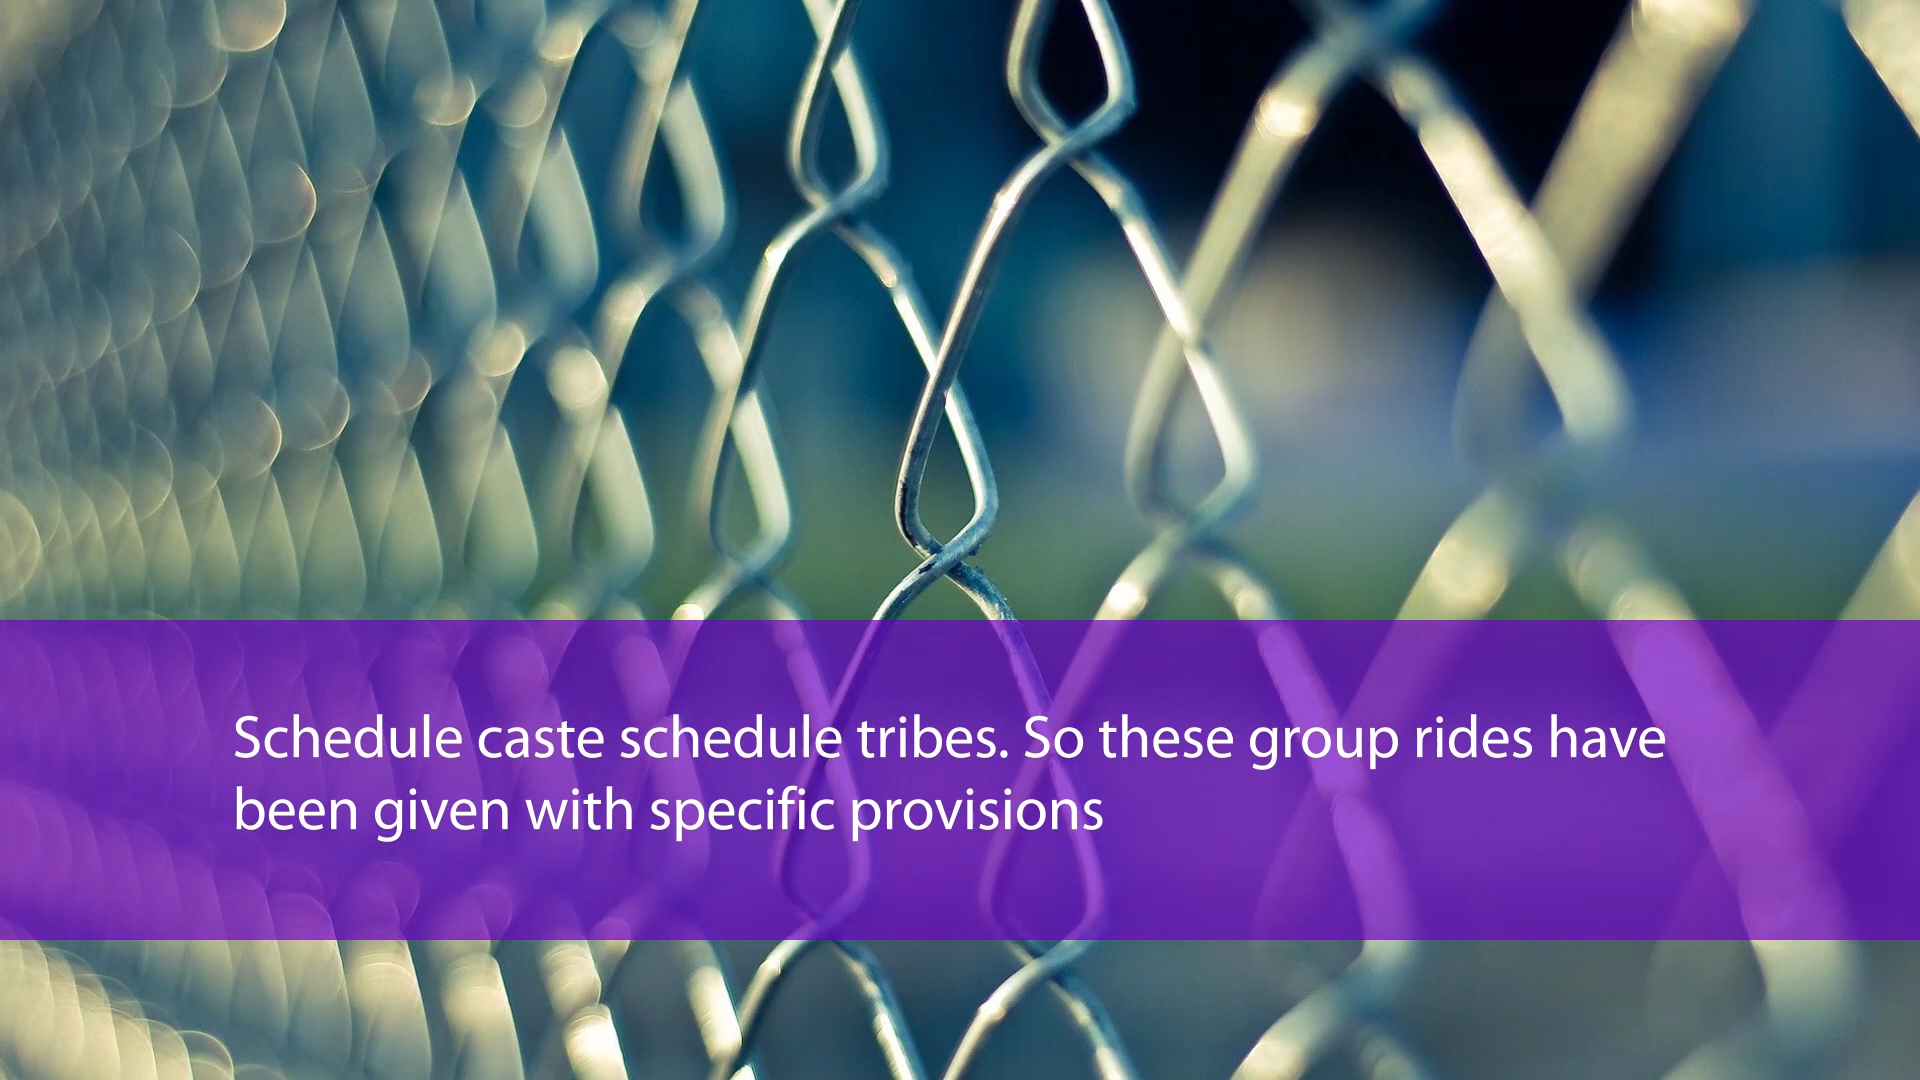 Schedule caste schedule tribes. So these group rides have
been given with specific provisions